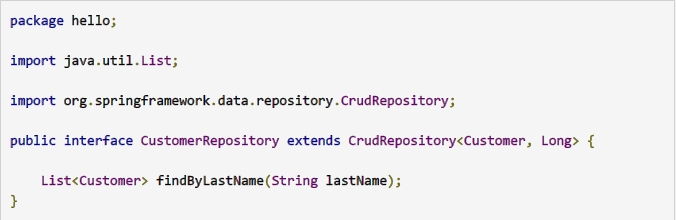 package hello;
import java.util.List;
import org.springframework.data.repository.CrudRepository;
public interface CustomerRepository extends CrudRepository<Customer, Long> {
    List<Customer> findByLastName(String lastName);
}